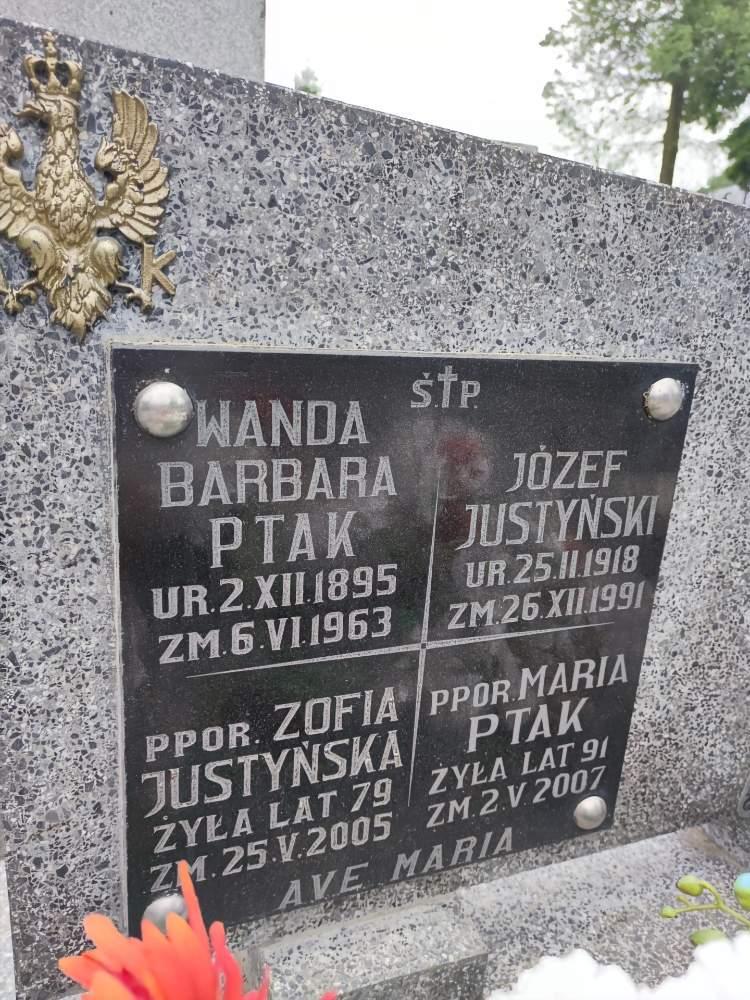 K
Ś.†P.
WANDA
BARBARA
PTAK
UR.2.XII.1895
ZM.6.VI.1963
JÓZEF
JUSTYŃSKI
UR.25.II.1918
ZM.26.XII.1991
PPOR. ZOFIA
JUSTYŃSKA
ŻYŁA LAT 79
ZM.25.V.2005
PPOR. MARIA
PTAK
ŻYŁA LAT 91
ZM.2.V.2007
AVE MARIA